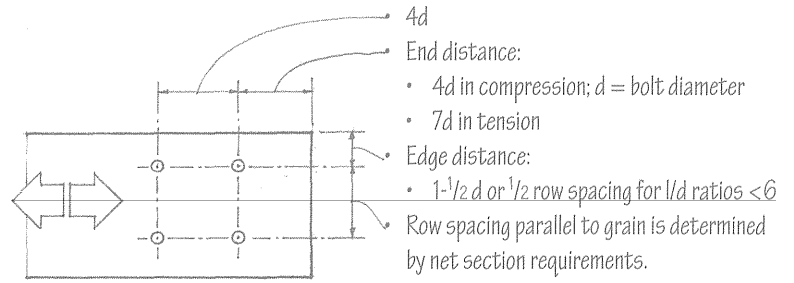 • 4d
• End distance:
• 4d in compression; d = bolt diameter
• 7d in tension
• Edge distance:
• 1-1/2 d or 1/2 row spacing for l/d ratios <6
• Row spacing parallel to grain is determined
by net section requirements.